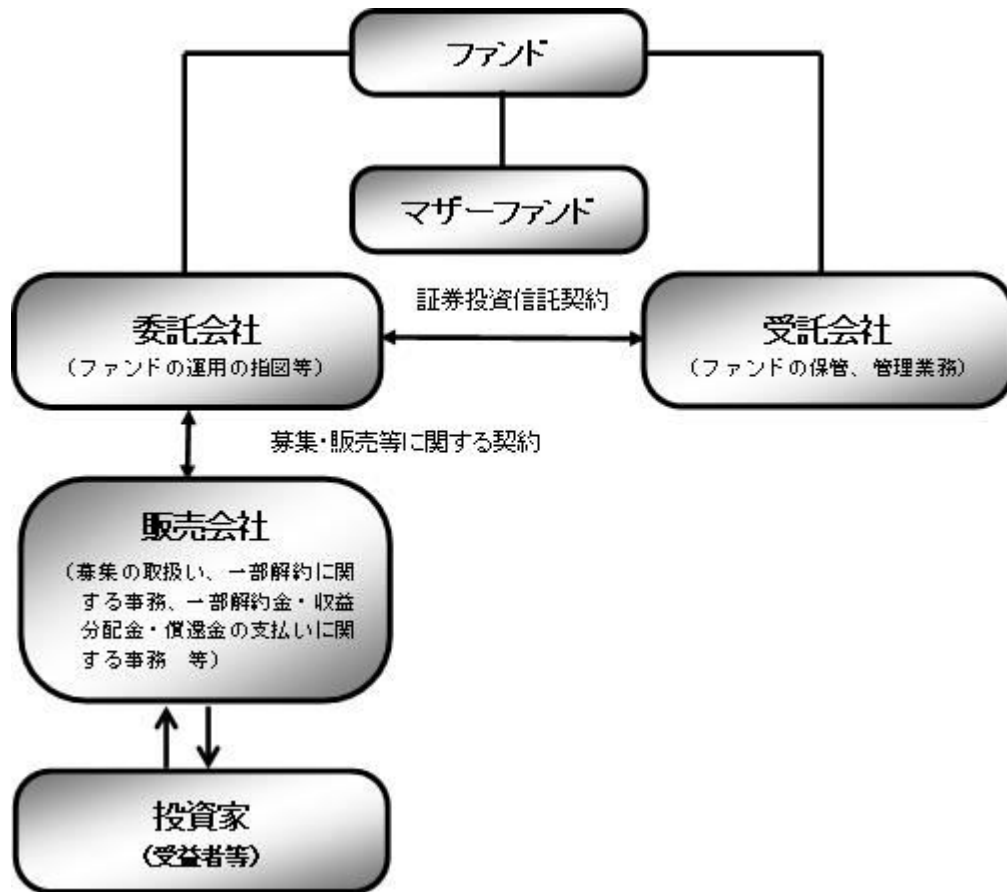 ファンド
マザーファンド
証券投資信託契約
委託会社
（ファンドの運用の指図等）
受託会社
（ファンドの保管、管理業務）
募集・販売等に関する契約
販売会社
（募集の取扱い、一部解約に関
する事務、一部解約金・収益
分配金・償還金の支払いに関
する事務　等）
投資家
（受益者等）